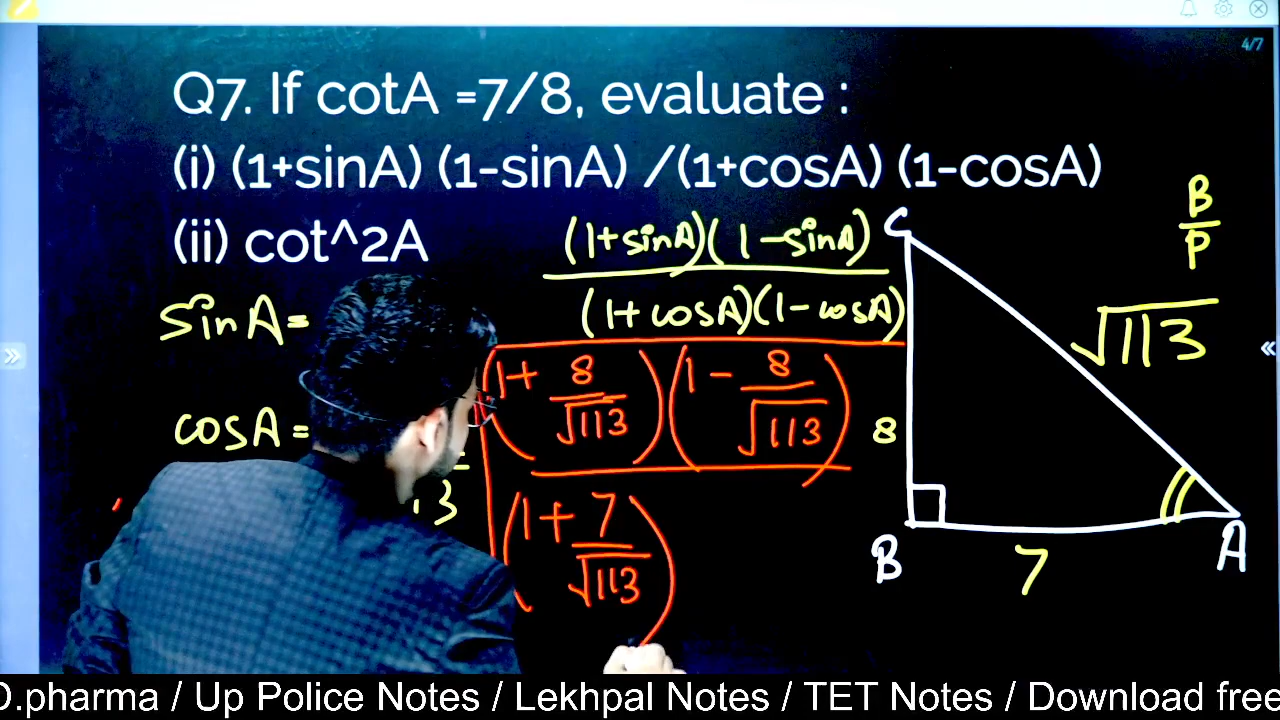 4/7
Q7. If cotA =7/8, evaluate :
(i) (1+sinA) (1-sinA) /(1+cosA) (1-cosA)
(ii) cot^2A
(1+sinA)(1-sinA)
(1+cosA)(1-cosA)
sinA=
cosA=
13
(1+ 8/√113)(1- 8/√113)
(1+ 7/√113)
C
B/P
√113
8
B
7
A
D.pharma / Up Police Notes / Lekhpal Notes / TET Notes / Download free